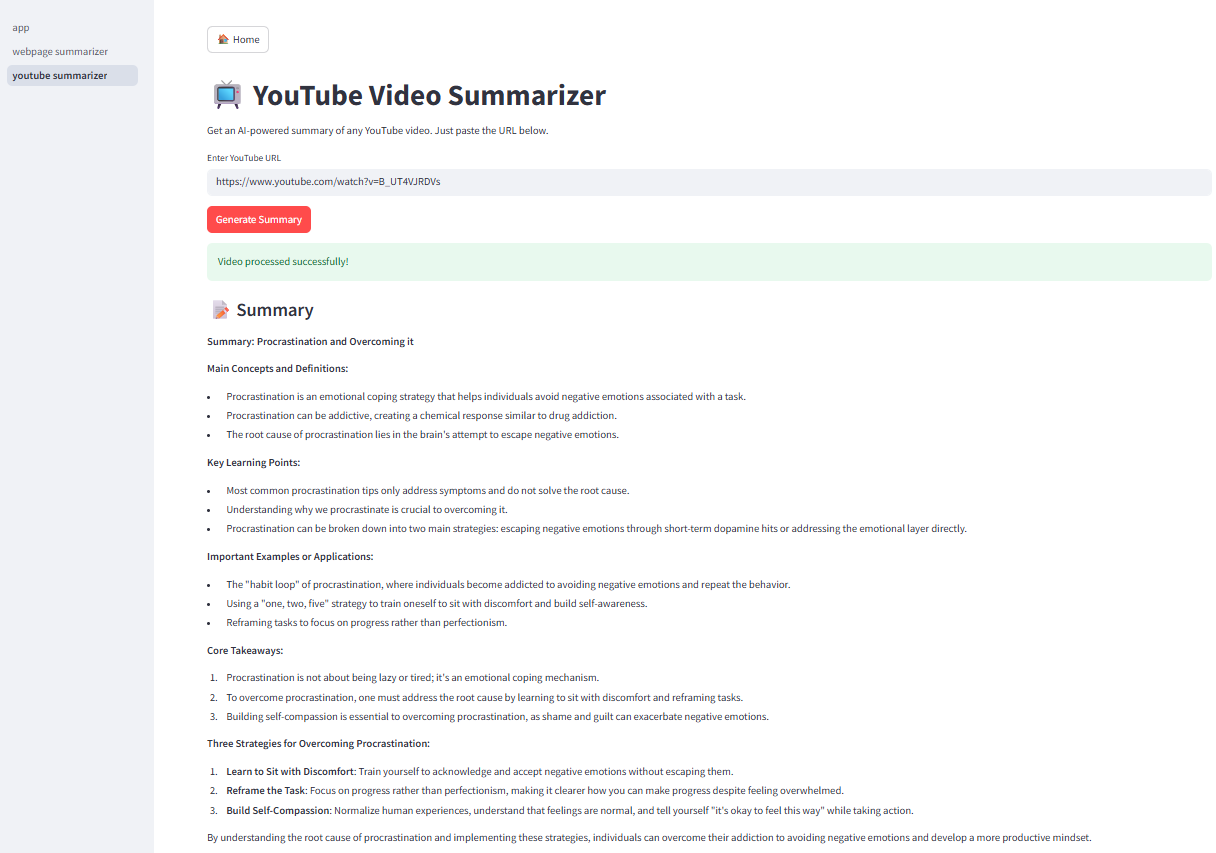 app
webpage summarizer
youtube summarizer
Home
YouTube Video Summarizer
Get an AI-powered summary of any YouTube video. Just paste the URL below.
Enter YouTube URL
https://www.youtube.com/watch?v=B_UT4VJRDVs
Generate Summary
Video processed successfully!
Summary
Summary: Procrastination and Overcoming it
Main Concepts and Definitions:
• Procrastination is an emotional coping strategy that helps individuals avoid negative emotions associated with a task.
• Procrastination can be addictive, creating a chemical response similar to drug addiction.
• The root cause of procrastination lies in the brain's attempt to escape negative emotions.
Key Learning Points:
• Most common procrastination tips only address symptoms and do not solve the root cause.
• Understanding why we procrastinate is crucial to overcoming it.
• Procrastination can be broken down into two main strategies: escaping negative emotions through short-term dopamine hits or addressing the emotional layer directly.
Important Examples or Applications:
• The "habit loop" of procrastination, where individuals become addicted to avoiding negative emotions and repeat the behavior.
• Using a "one, two, five" strategy to train oneself to sit with discomfort and build self-awareness.
• Reframing tasks to focus on progress rather than perfectionism.
Core Takeaways:
1. Procrastination is not about being lazy or tired; it's an emotional coping mechanism.
2. To overcome procrastination, one must address the root cause by learning to sit with discomfort and reframing tasks.
3. Building self-compassion is essential to overcoming procrastination, as shame and guilt can exacerbate negative emotions.
Three Strategies for Overcoming Procrastination:
1. Learn to Sit with Discomfort: Train yourself to acknowledge and accept negative emotions without escaping them.
2. Reframe the Task: Focus on progress rather than perfectionism, making it clearer how you can make progress despite feeling overwhelmed.
3. Build Self-Compassion: Normalize human experiences, understand that feelings are normal, and tell yourself "it's okay to feel this way" while taking action.
By understanding the root cause of procrastination and implementing these strategies, individuals can overcome their addiction to avoiding negative emotions and develop a more productive mindset.